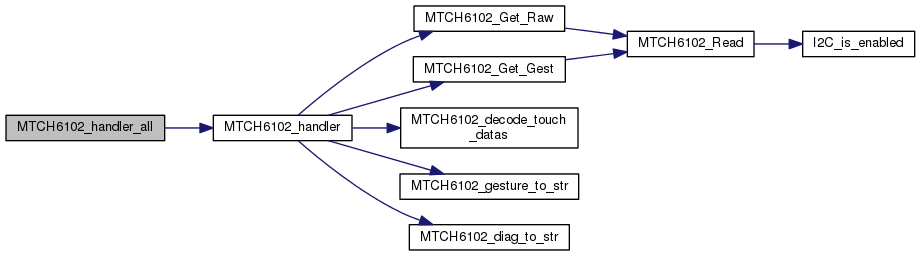 MTCH6102_handler_all
MTCH6102_handler
MTCH6102_Get_Raw
MTCH6102_Get_Gest
MTCH6102_decode_touch
_datas
MTCH6102_gesture_to_str
MTCH6102_diag_to_str
MTCH6102_Read
I2C_is_enabled